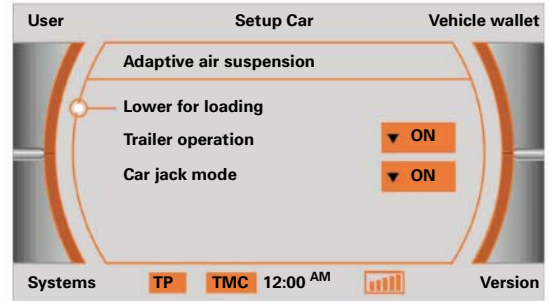 User Setup Car Vehicle wallet
Adaptive air suspension
Lower for loading
Trailer operation ▼ ON
Car jack mode ▼ ON
Systems TP TMC 12:00 AM Version